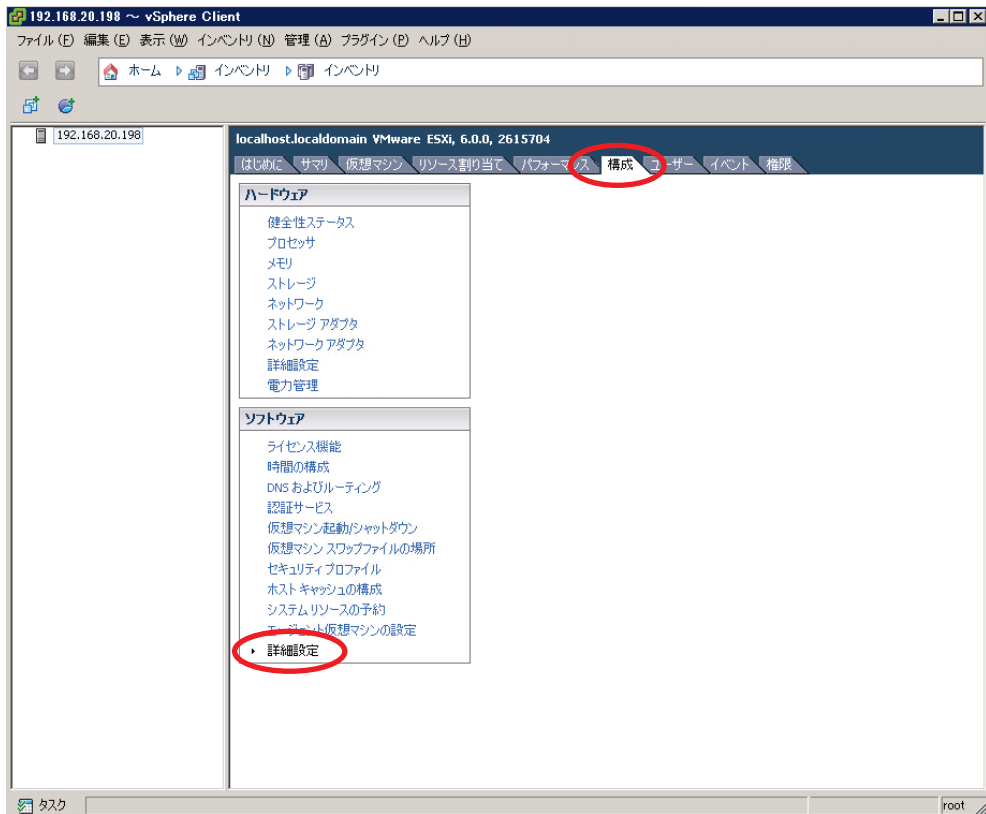 192.168.20.198 ～ vSphere Client
ファイル(F) 編集(E) 表示(W) インベントリ(N) 管理(A) プラグイン(P) ヘルプ(H)
ホーム インベントリ インベントリ
192.168.20.198
localhost.localdomain VMware ESXi, 6.0.0, 2615704
はじめに サマリ 仮想マシン リソース割り当て パフォーマンス 構成 ユーザー イベント 権限
ハードウェア
健全性ステータス
プロセッサ
メモリ
ストレージ
ネットワーク
ストレージ アダプタ
ネットワーク アダプタ
詳細設定
電力管理
ソフトウェア
ライセンス機能
時間の構成
DNS およびルーティング
認証サービス
仮想マシン起動/シャットダウン
仮想マシン スワップファイルの場所
セキュリティ プロファイル
ホスト キャッシュの構成
システム リソースの予約
エージェント仮想マシンの設定
詳細設定
タスク
root